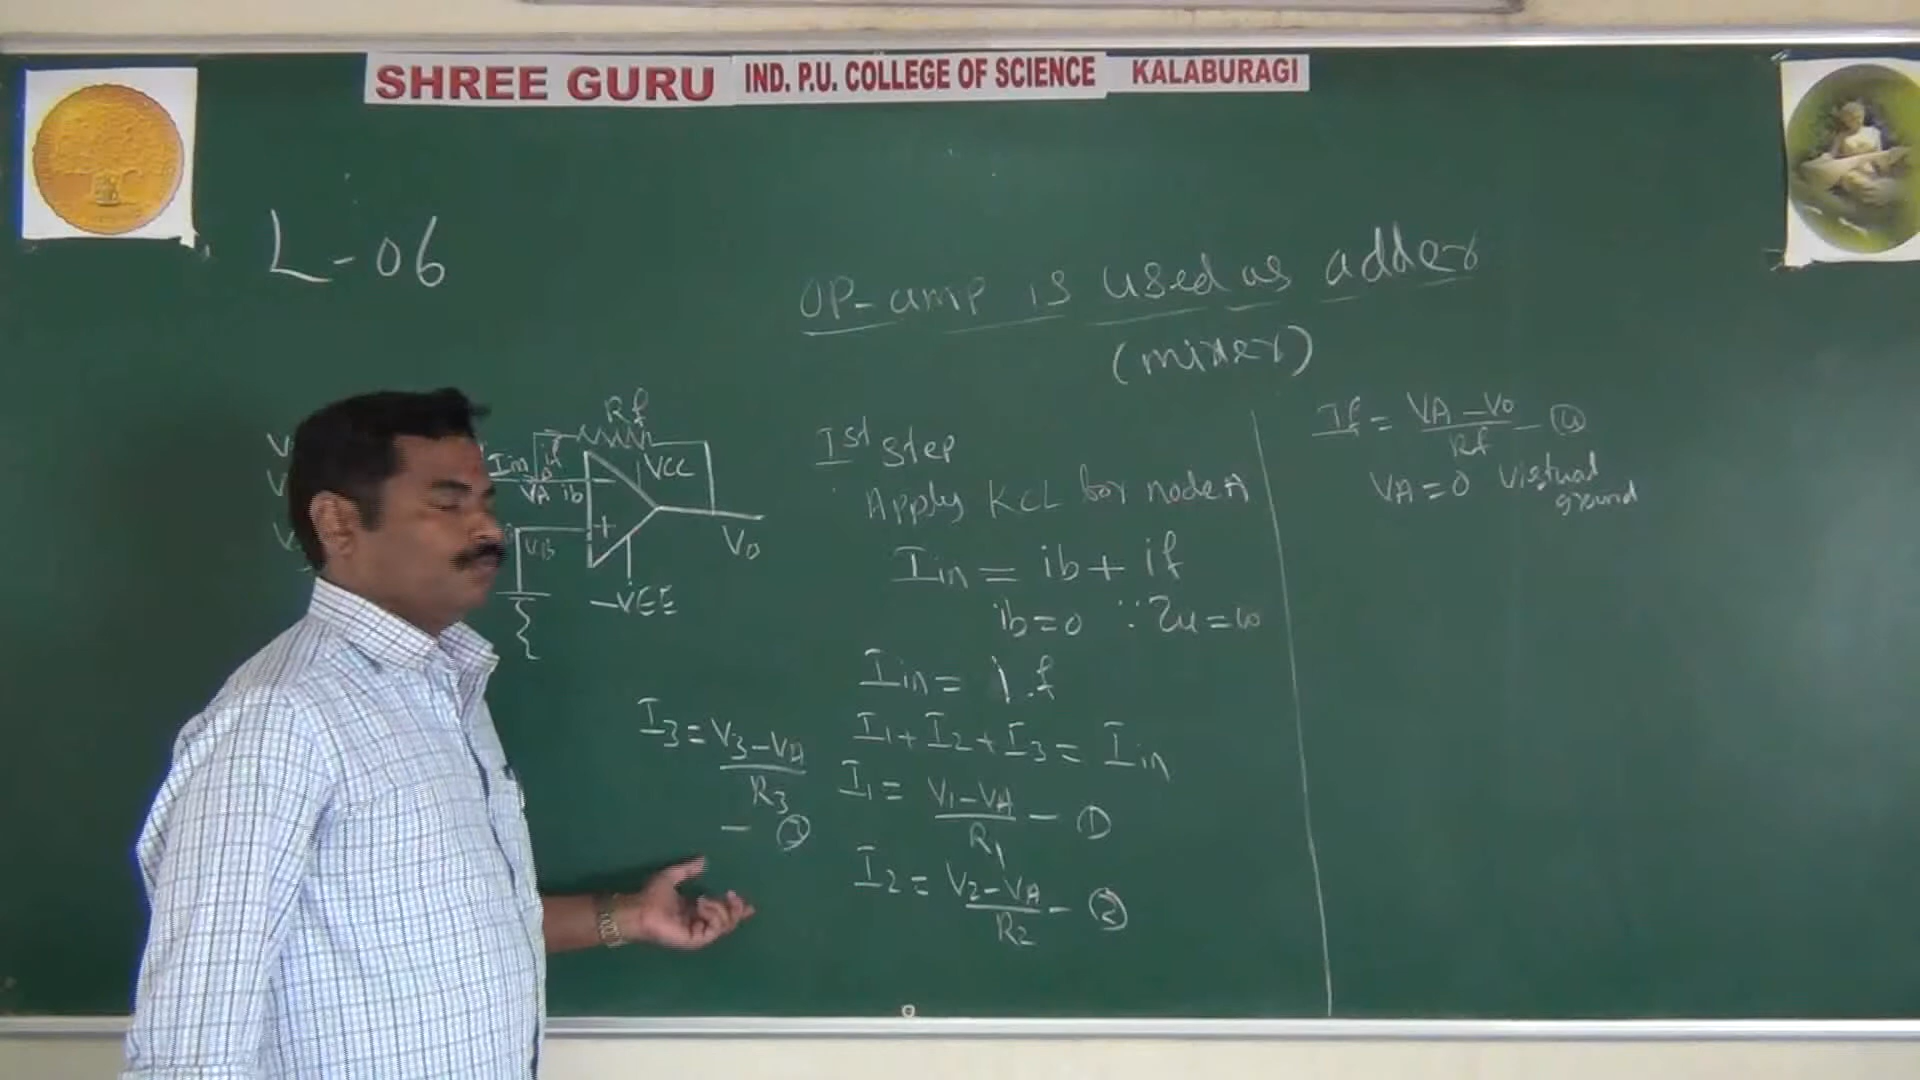 SHREE GURU IND. P.U. COLLEGE OF SCIENCE KALABURAGI
L-06
OP-amp is used as adder
(mixer)
Rf
Iin if
VCC
VA ib
+
VB
VO
-VEE
Ist Step
Apply KCL for node A
Iin = ib + if
ib = 0 ∵ Zu = ∞
Iin = if
I1 + I2 + I3 = Iin
I3 = V3-VA / R3 - ③
I1 = V1-VA / R1 - ①
I2 = V2-VA / R2 - ②
If = VA-VO / Rf - ④
VA = 0 Virtual
ground